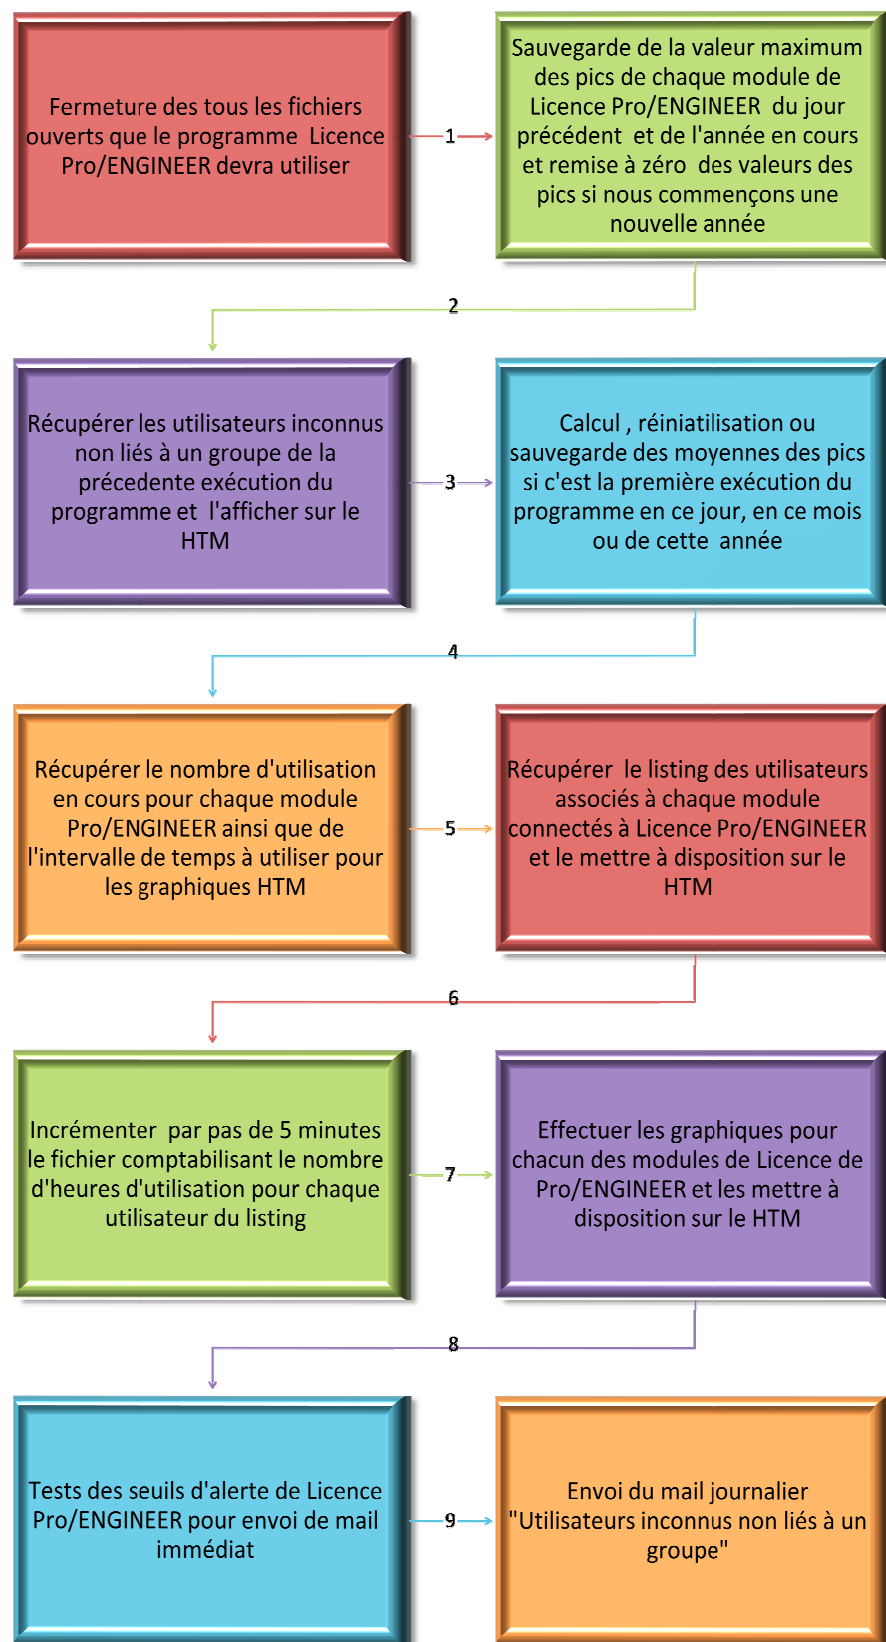 Fermeture des tous les fichiers
ouverts que le programme Licence
Pro/ENGINEER devra utiliser
1
Sauvegarde de la valeur maximum
des pics de chaque module de
Licence Pro/ENGINEER du jour
précédent et de l'année en cours
et remise à zéro des valeurs des
pics si nous commençons une
nouvelle année
2
Récupérer les utilisateurs inconnus
non liés à un groupe de la
précedente exécution du
programme et l'afficher sur le
HTM
3
Calcul , réiniatilisation ou
sauvegarde des moyennes des pics
si c'est la première exécution du
programme en ce jour, en ce mois
ou de cette année
4
Récupérer le nombre d'utilisation
en cours pour chaque module
Pro/ENGINEER ainsi que de
l'intervalle de temps à utiliser pour
les graphiques HTM
5
Récupérer le listing des utilisateurs
associés à chaque module
connectés à Licence Pro/ENGINEER
et le mettre à disposition sur le
HTM
6
Incrémenter par pas de 5 minutes
le fichier comptabilisant le nombre
d'heures d'utilisation pour chaque
utilisateur du listing
7
Effectuer les graphiques pour
chacun des modules de Licence de
Pro/ENGINEER et les mettre à
disposition sur le HTM
8
Tests des seuils d'alerte de Licence
Pro/ENGINEER pour envoi de mail
immédiat
9
Envoi du mail journalier
"Utilisateurs inconnus non liés à un
groupe"